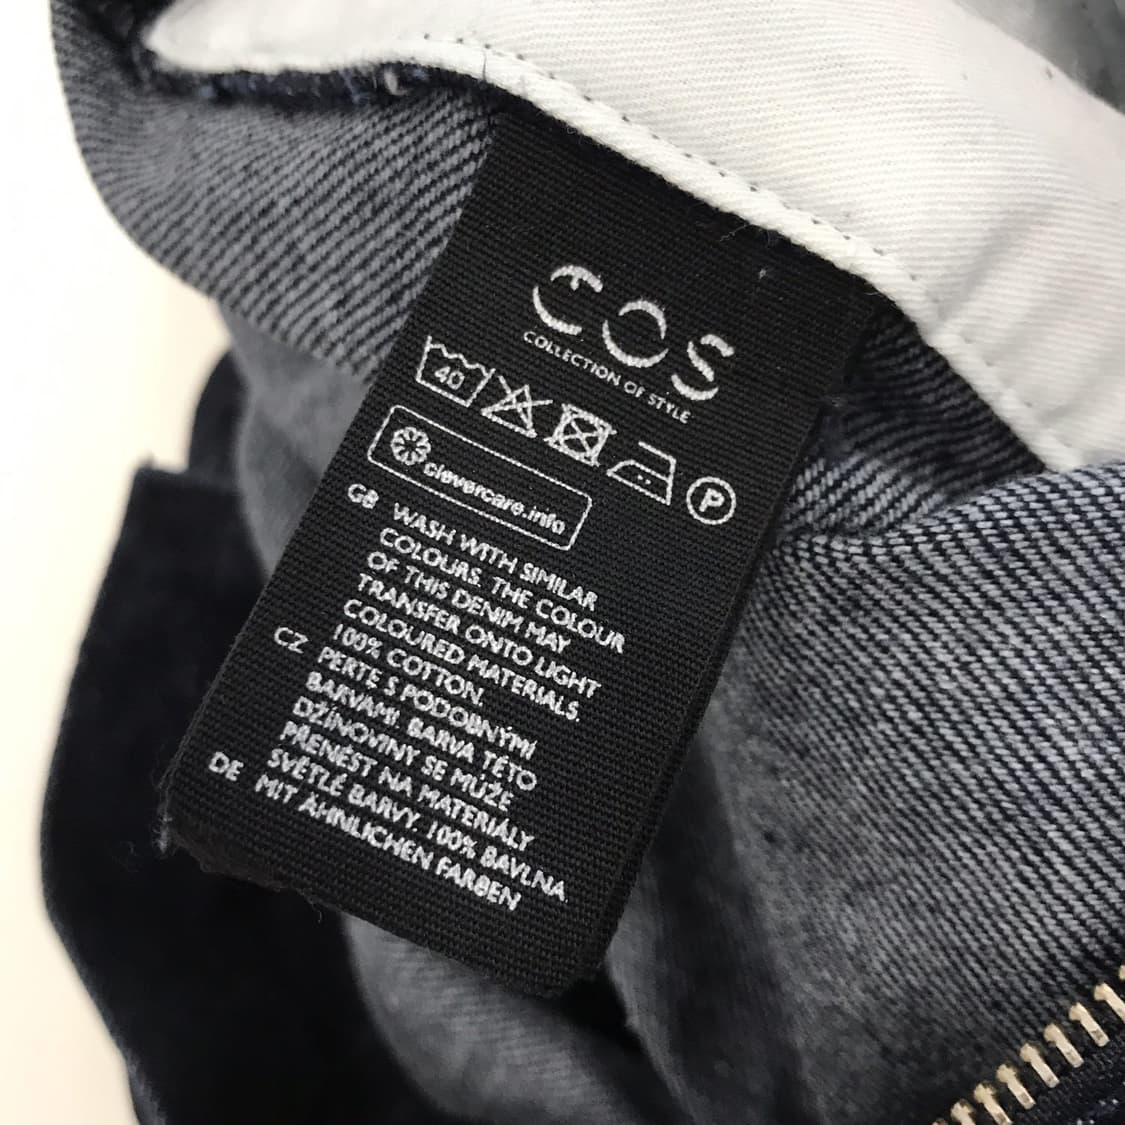 COS
COLLECTION OF STYLE
40 P
clevercare.info
GB WASH WITH SIMILAR
COLOURS. THE COLOUR
OF THIS DENIM MAY
TRANSFER ONTO LIGHT
COLOURED MATERIALS.
100% COTTON.
CZ PERTE S PODOBNÝMI
BARVAMI. BARVA TÉTO
DŽÍNOVINY SE MŮŽE
PŘENÉST NA MATERIÁLY
SVĚTLÉ BARVY. 100% BAVLNA.
DE MIT ÄHNLICHEN FARBEN